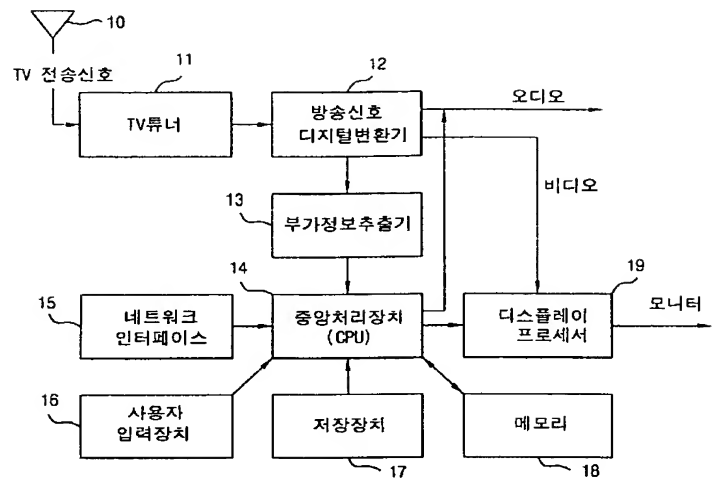 10
TV 전송신호
11
TV튜너
12
방송신호
디지털변환기
오디오
비디오
13
부가정보추출기
14
중앙처리장치
(CPU)
15
네트워크
인터페이스
19
디스플레이
프로세서
모니터
16
사용자
입력장치
저장장치
17
메모리
18